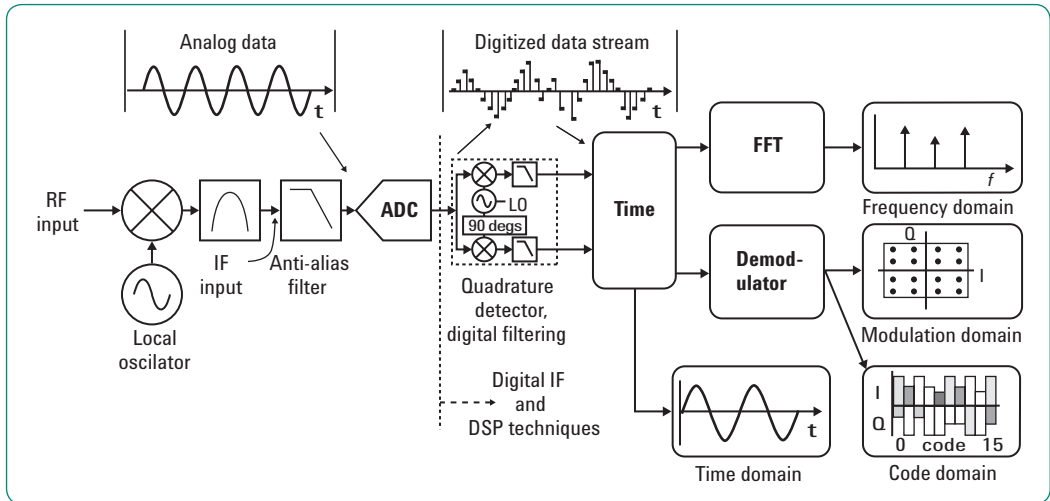 Analog data
t
Digitized data stream
t
RF
input
IF
input
Anti-alias
filter
Local
oscilator
ADC
LO
90 degs
Quadrature
detector,
digital filtering
Digital IF
and
DSP techniques
Time
FFT
f
Frequency domain
Demod-
ulator
Q
I
Modulation domain
t
Time domain
I
Q
0 code 15
Code domain